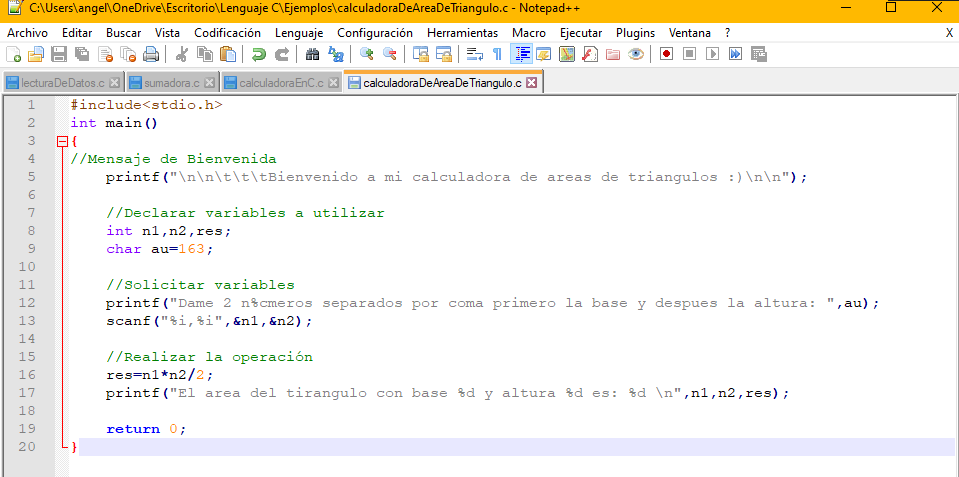 C:\Users\angel\OneDrive\Escritorio\Lenguaje C\Ejemplos\calculadoraDeAreaDeTriangulo.c - Notepad++
Archivo Editar Buscar Vista Codificación Lenguaje Configuración Herramientas Macro Ejecutar Plugins Ventana ? X
lecturaDeDatos.c sumadora.c calculadoraEnC.c calculadoraDeAreaDeTriangulo.c
1 #include<stdio.h>
2 int main()
3 {
4 //Mensaje de Bienvenida
5 printf("\n\n\t\t\tBienvenido a mi calculadora de areas de triangulos :)\n\n");
6
7 //Declarar variables a utilizar
8 int n1,n2,res;
9 char au=163;
10
11 //Solicitar variables
12 printf("Dame 2 n%cmeros separados por coma primero la base y despues la altura: ",au);
13 scanf("%i,%i",&n1,&n2);
14
15 //Realizar la operación
16 res=n1*n2/2;
17 printf("El area del tirangulo con base %d y altura %d es: %d \n",n1,n2,res);
18
19 return 0;
20 }